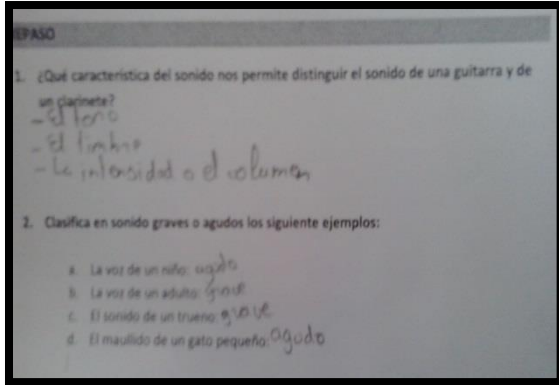 REPASO
1. ¿Qué característica del sonido nos permite distinguir el sonido de una guitarra y de
un clarinete?
- El tono
- El timbre
- La intensidad o el volumen
2. Clasifica en sonido graves o agudos los siguiente ejemplos:
a. La voz de un niño: agudo
b. La voz de un adulto: grave
c. El sonido de un trueno: grave
d. El maullido de un gato pequeño: agudo